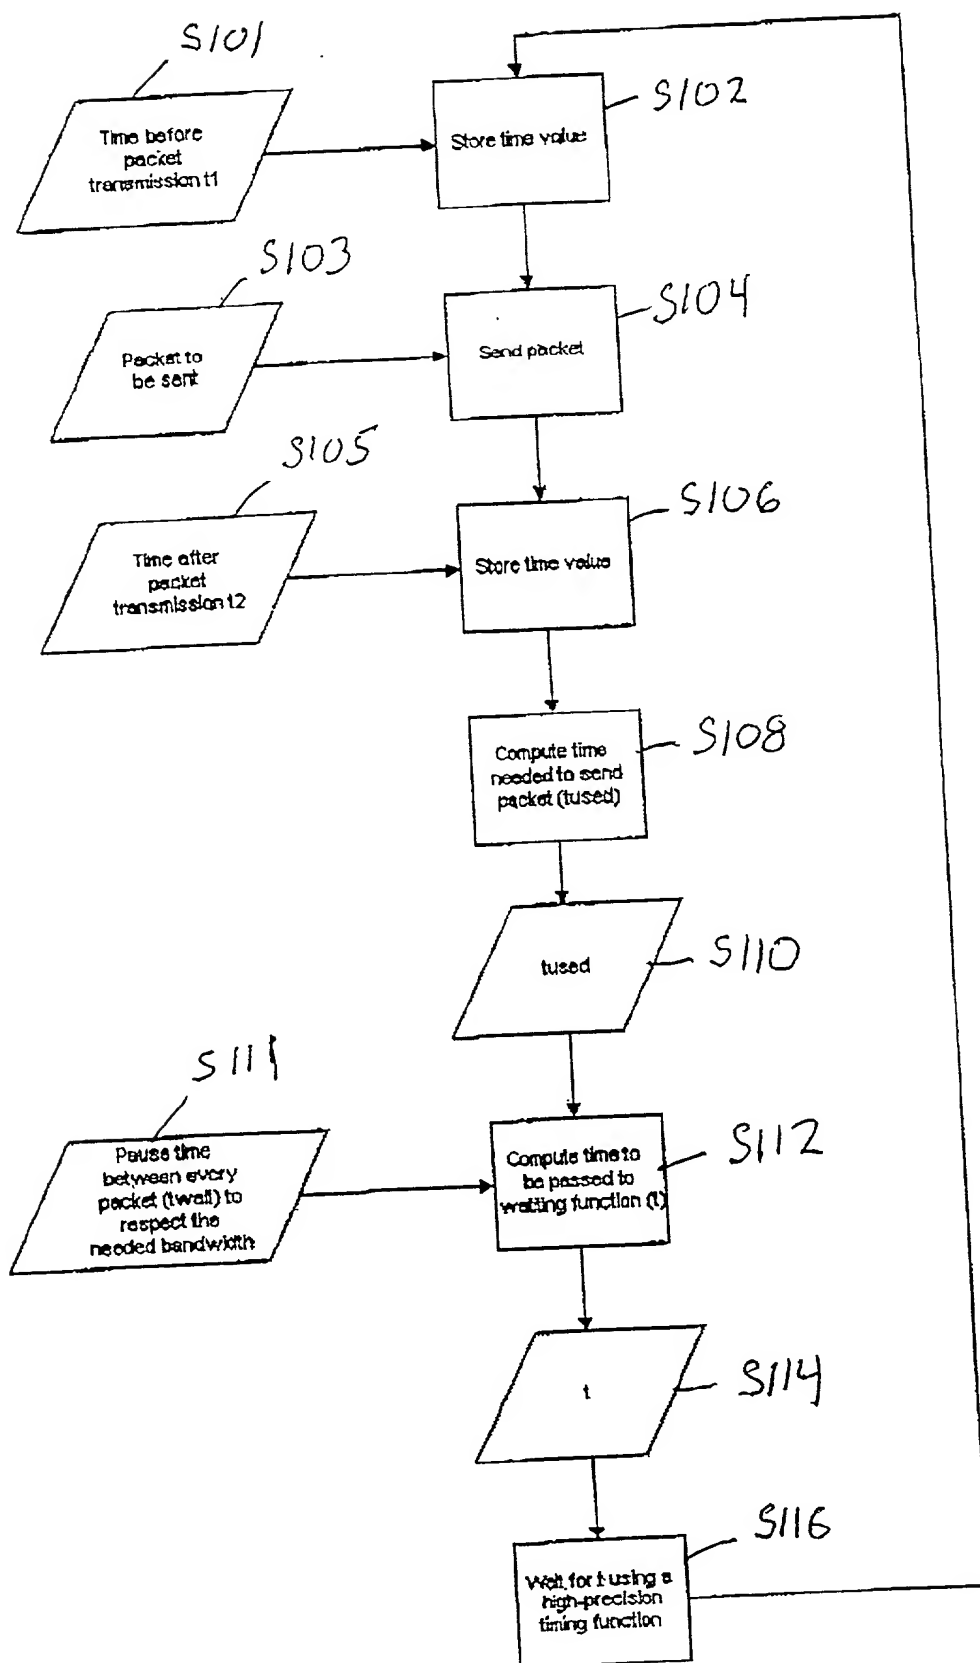 S101
Time before
packet
transmission t1
Store time value
S102
S103
Packet to
be sent
Send packet
S104
S105
Time after
packet
transmission t2
Store time value
S106
Compute time
needed to send
packet (tused)
S108
tused
S110
S111
Pause time
between every
packet (twait) to
respect the
needed bandwidth
Compute time to
be passed to
waiting function (t)
S112
t
S114
Wait for t using a
high-precision
timing function
S116